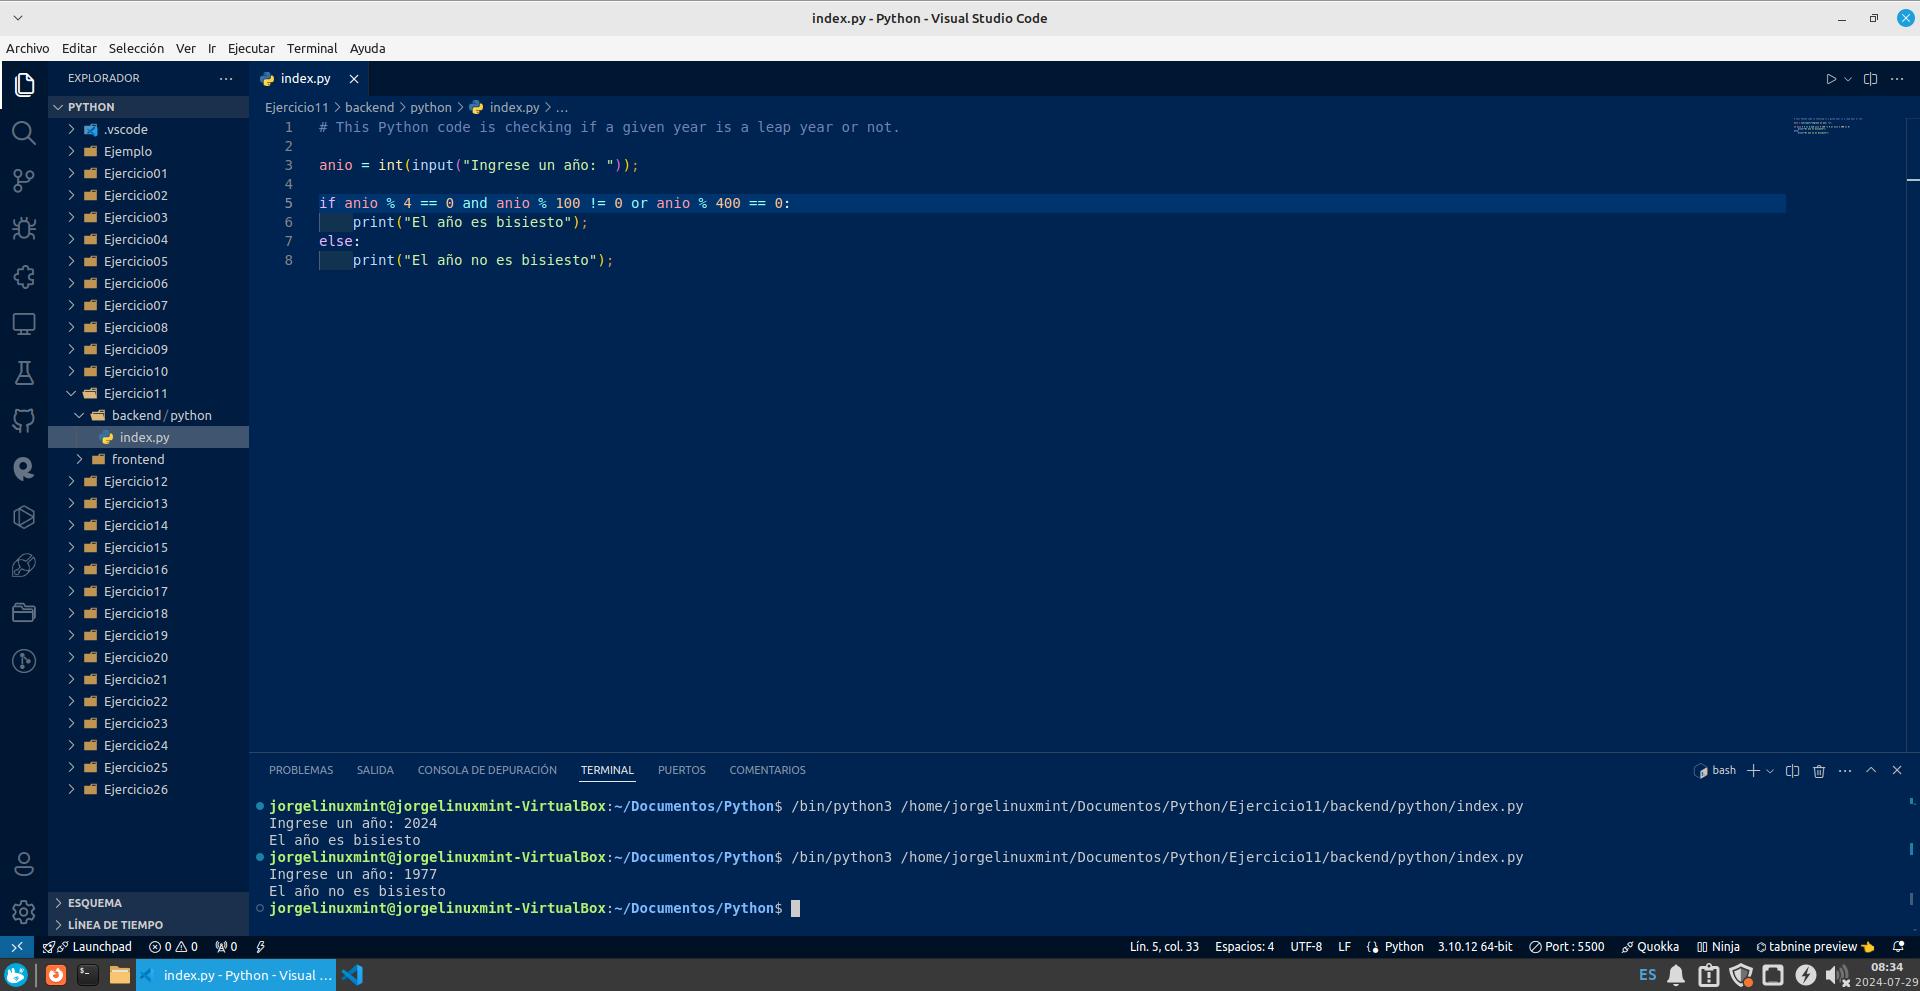 index.py - Python - Visual Studio Code
Archivo Editar Selección Ver Ir Ejecutar Terminal Ayuda
EXPLORADOR
PYTHON
.vscode
Ejemplo
Ejercicio01
Ejercicio02
Ejercicio03
Ejercicio04
Ejercicio05
Ejercicio06
Ejercicio07
Ejercicio08
Ejercicio09
Ejercicio10
Ejercicio11
backend/python
index.py
frontend
Ejercicio12
Ejercicio13
Ejercicio14
Ejercicio15
Ejercicio16
Ejercicio17
Ejercicio18
Ejercicio19
Ejercicio20
Ejercicio21
Ejercicio22
Ejercicio23
Ejercicio24
Ejercicio25
Ejercicio26
ESQUEMA
LÍNEA DE TIEMPO
index.py
Ejercicio11 > backend > python > index.py > ...
1 # This Python code is checking if a given year is a leap year or not.
2
3 anio = int(input("Ingrese un año: "));
4
5 if anio % 4 == 0 and anio % 100 != 0 or anio % 400 == 0:
6     print("El año es bisiesto");
7 else:
8     print("El año no es bisiesto");
PROBLEMAS SALIDA CONSOLA DE DEPURACIÓN TERMINAL PUERTOS COMENTARIOS
bash
jorgelinuxmint@jorgelinuxmint-VirtualBox:~/Documentos/Python$ /bin/python3 /home/jorgelinuxmint/Documentos/Python/Ejercicio11/backend/python/index.py
Ingrese un año: 2024
El año es bisiesto
jorgelinuxmint@jorgelinuxmint-VirtualBox:~/Documentos/Python$ /bin/python3 /home/jorgelinuxmint/Documentos/Python/Ejercicio11/backend/python/index.py
Ingrese un año: 1977
El año no es bisiesto
jorgelinuxmint@jorgelinuxmint-VirtualBox:~/Documentos/Python$
Launchpad 0 0 0 Lín. 5, col. 33 Espacios: 4 UTF-8 LF Python 3.10.12 64-bit Port : 5500 Quokka Ninja tabnine preview
index.py - Python - Visual ... ES 08:34
2024-07-29